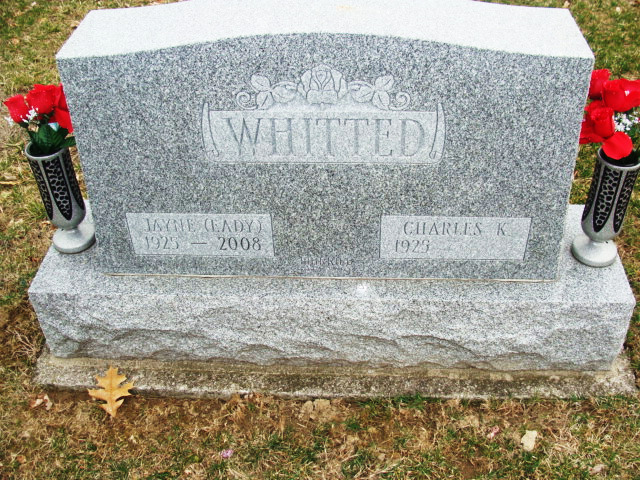 WHITTED
JAYNE (EADY)
1925 — 2008
CHARLES K.
1923